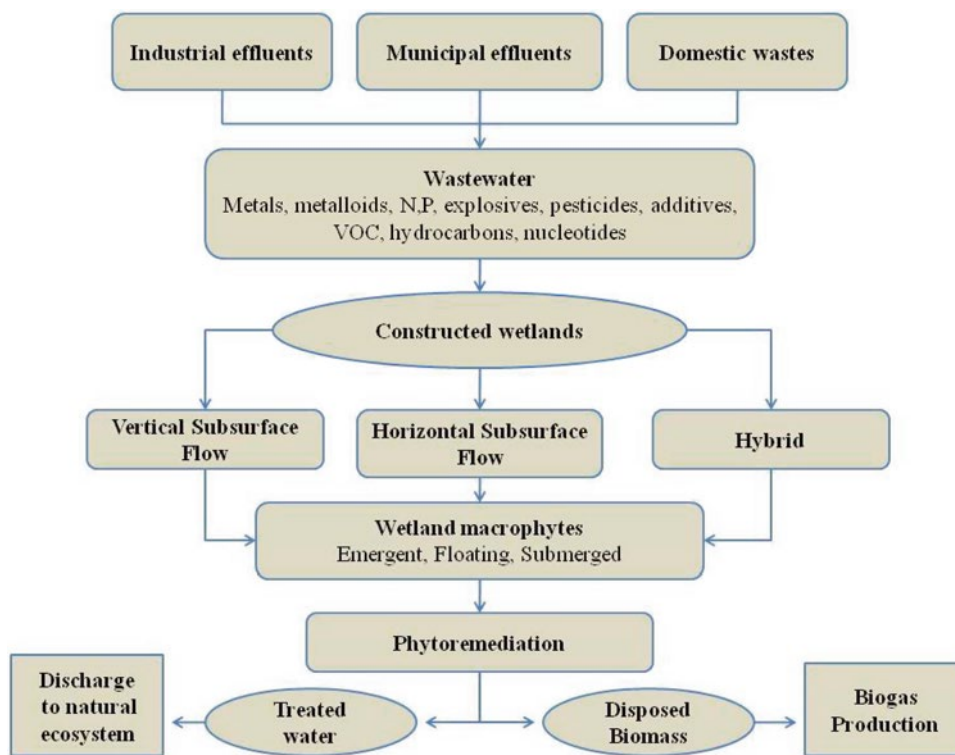 Industrial effluents
Municipal effluents
Domestic wastes
Wastewater
Metals, metalloids, N,P, explosives, pesticides, additives,
VOC, hydrocarbons, nucleotides
Constructed wetlands
Vertical Subsurface
Flow
Horizontal Subsurface
Flow
Hybrid
Wetland macrophytes
Emergent, Floating, Submerged
Phytoremediation
Discharge
to natural
ecosystem
Treated
water
Disposed
Biomass
Biogas
Production